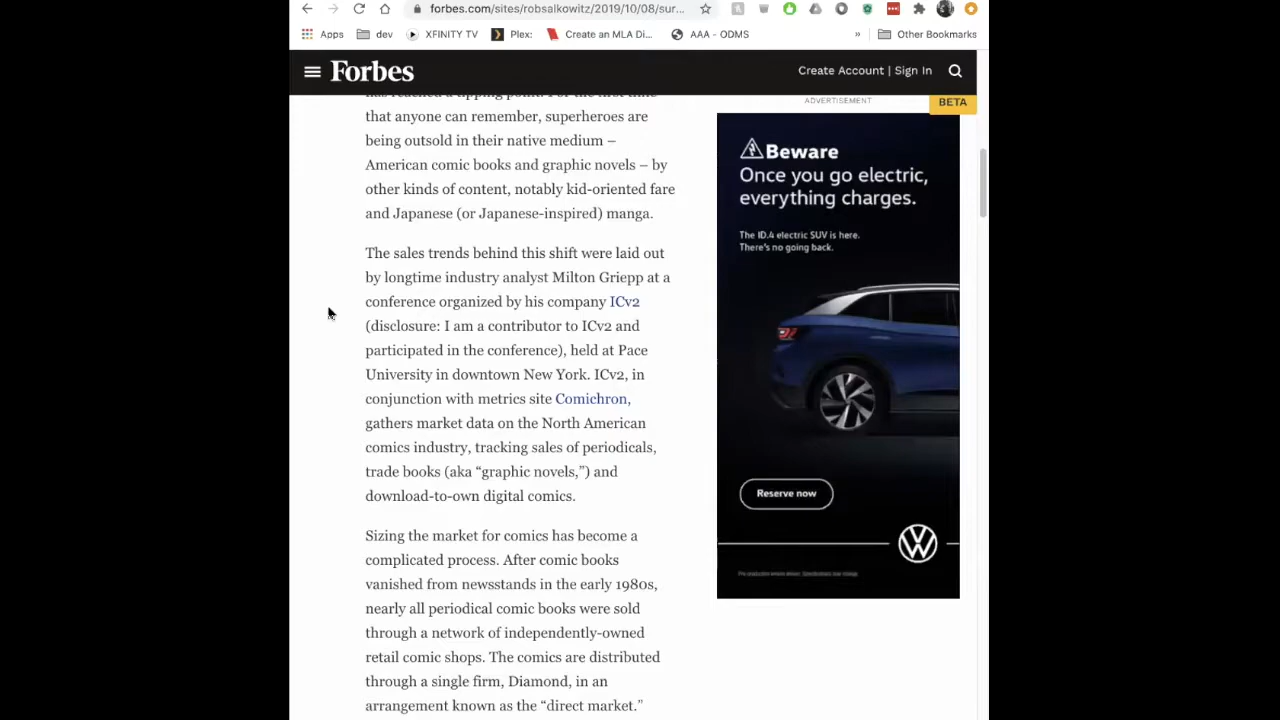 forbes.com/sites/robsalkowitz/2019/10/08/sur...
Apps
dev
XFINITY TV
Plex:
Create an MLA Di...
AAA - ODMS
»
Other Bookmarks
Forbes
Create Account | Sign In
ADVERTISEMENT
BETA
has reached a tipping point. For the first time
that anyone can remember, superheroes are
being outsold in their native medium –
American comic books and graphic novels – by
other kinds of content, notably kid-oriented fare
and Japanese (or Japanese-inspired) manga.
The sales trends behind this shift were laid out
by longtime industry analyst Milton Griepp at a
conference organized by his company ICv2
(disclosure: I am a contributor to ICv2 and
participated in the conference), held at Pace
University in downtown New York. ICv2, in
conjunction with metrics site Comichron,
gathers market data on the North American
comics industry, tracking sales of periodicals,
trade books (aka “graphic novels,”) and
download-to-own digital comics.
Sizing the market for comics has become a
complicated process. After comic books
vanished from newsstands in the early 1980s,
nearly all periodical comic books were sold
through a network of independently-owned
retail comic shops. The comics are distributed
through a single firm, Diamond, in an
arrangement known as the “direct market.”
Beware
Once you go electric,
everything charges.
The ID.4 electric SUV is here.
There's no going back.
Reserve now